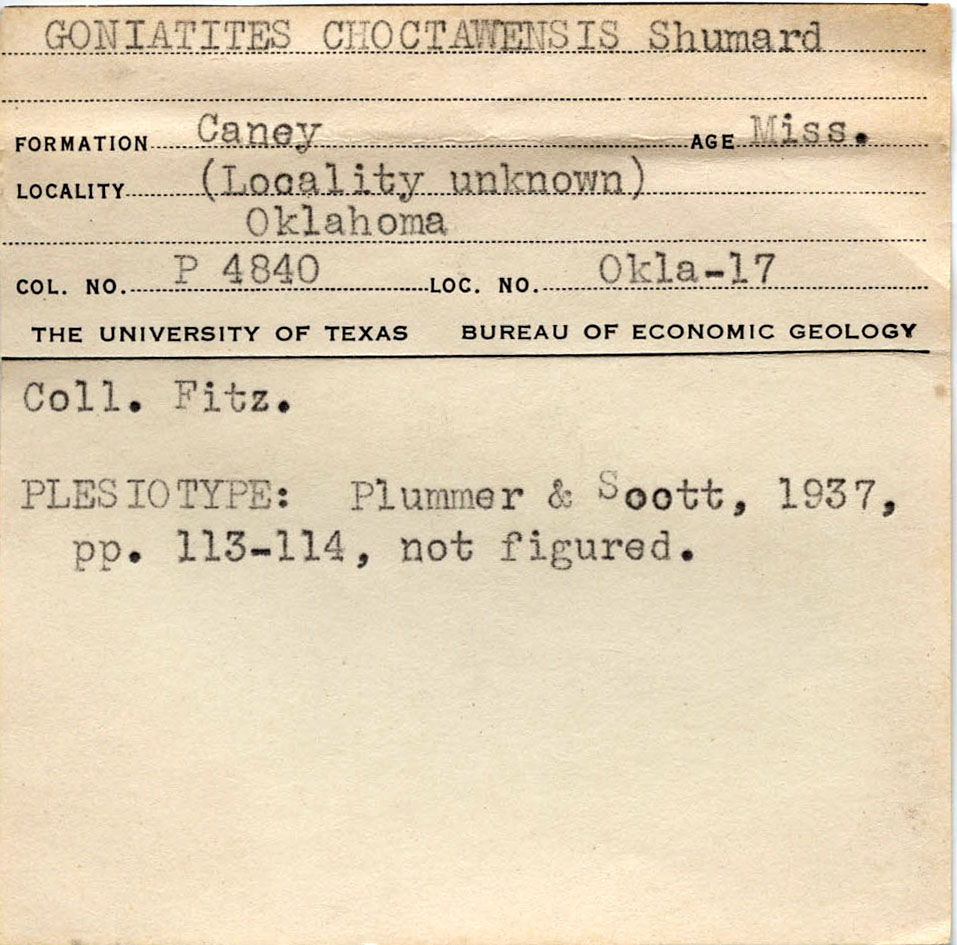 GONIATITES CHOCTAWENSIS Shumard
FORMATION Caney AGE Miss.
LOCALITY (Locality unknown)
Oklahoma
COL. NO. P 4840 LOC. NO. Okla-17
THE UNIVERSITY OF TEXAS BUREAU OF ECONOMIC GEOLOGY
Coll. Fitz.
PLESIOTYPE: Plummer & Scott, 1937,
pp. 113-114, not figured.